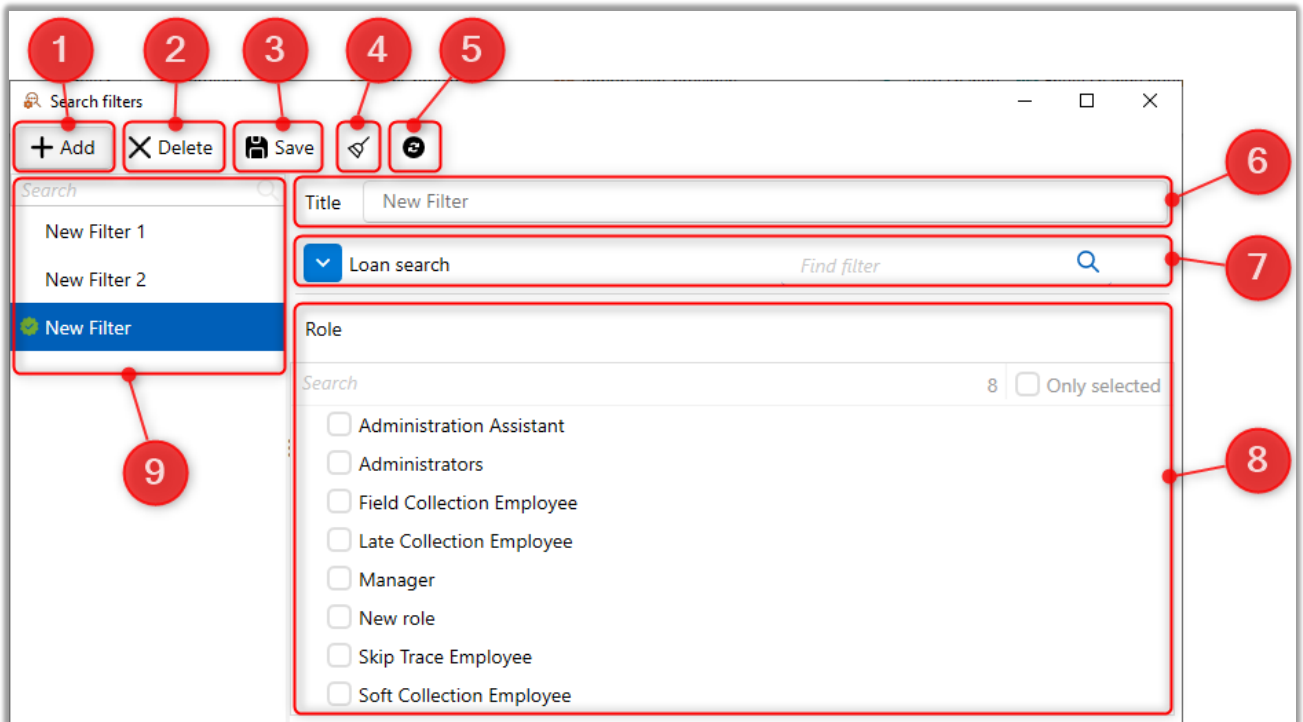 1 2 3 4 5
Search filters
Add Delete Save
Search
Title New Filter
6
New Filter 1
Loan search Find filter
7
New Filter 2
New Filter
Role
Search 8 Only selected
Administration Assistant
Administrators
8
9
Field Collection Employee
Late Collection Employee
Manager
New role
Skip Trace Employee
Soft Collection Employee